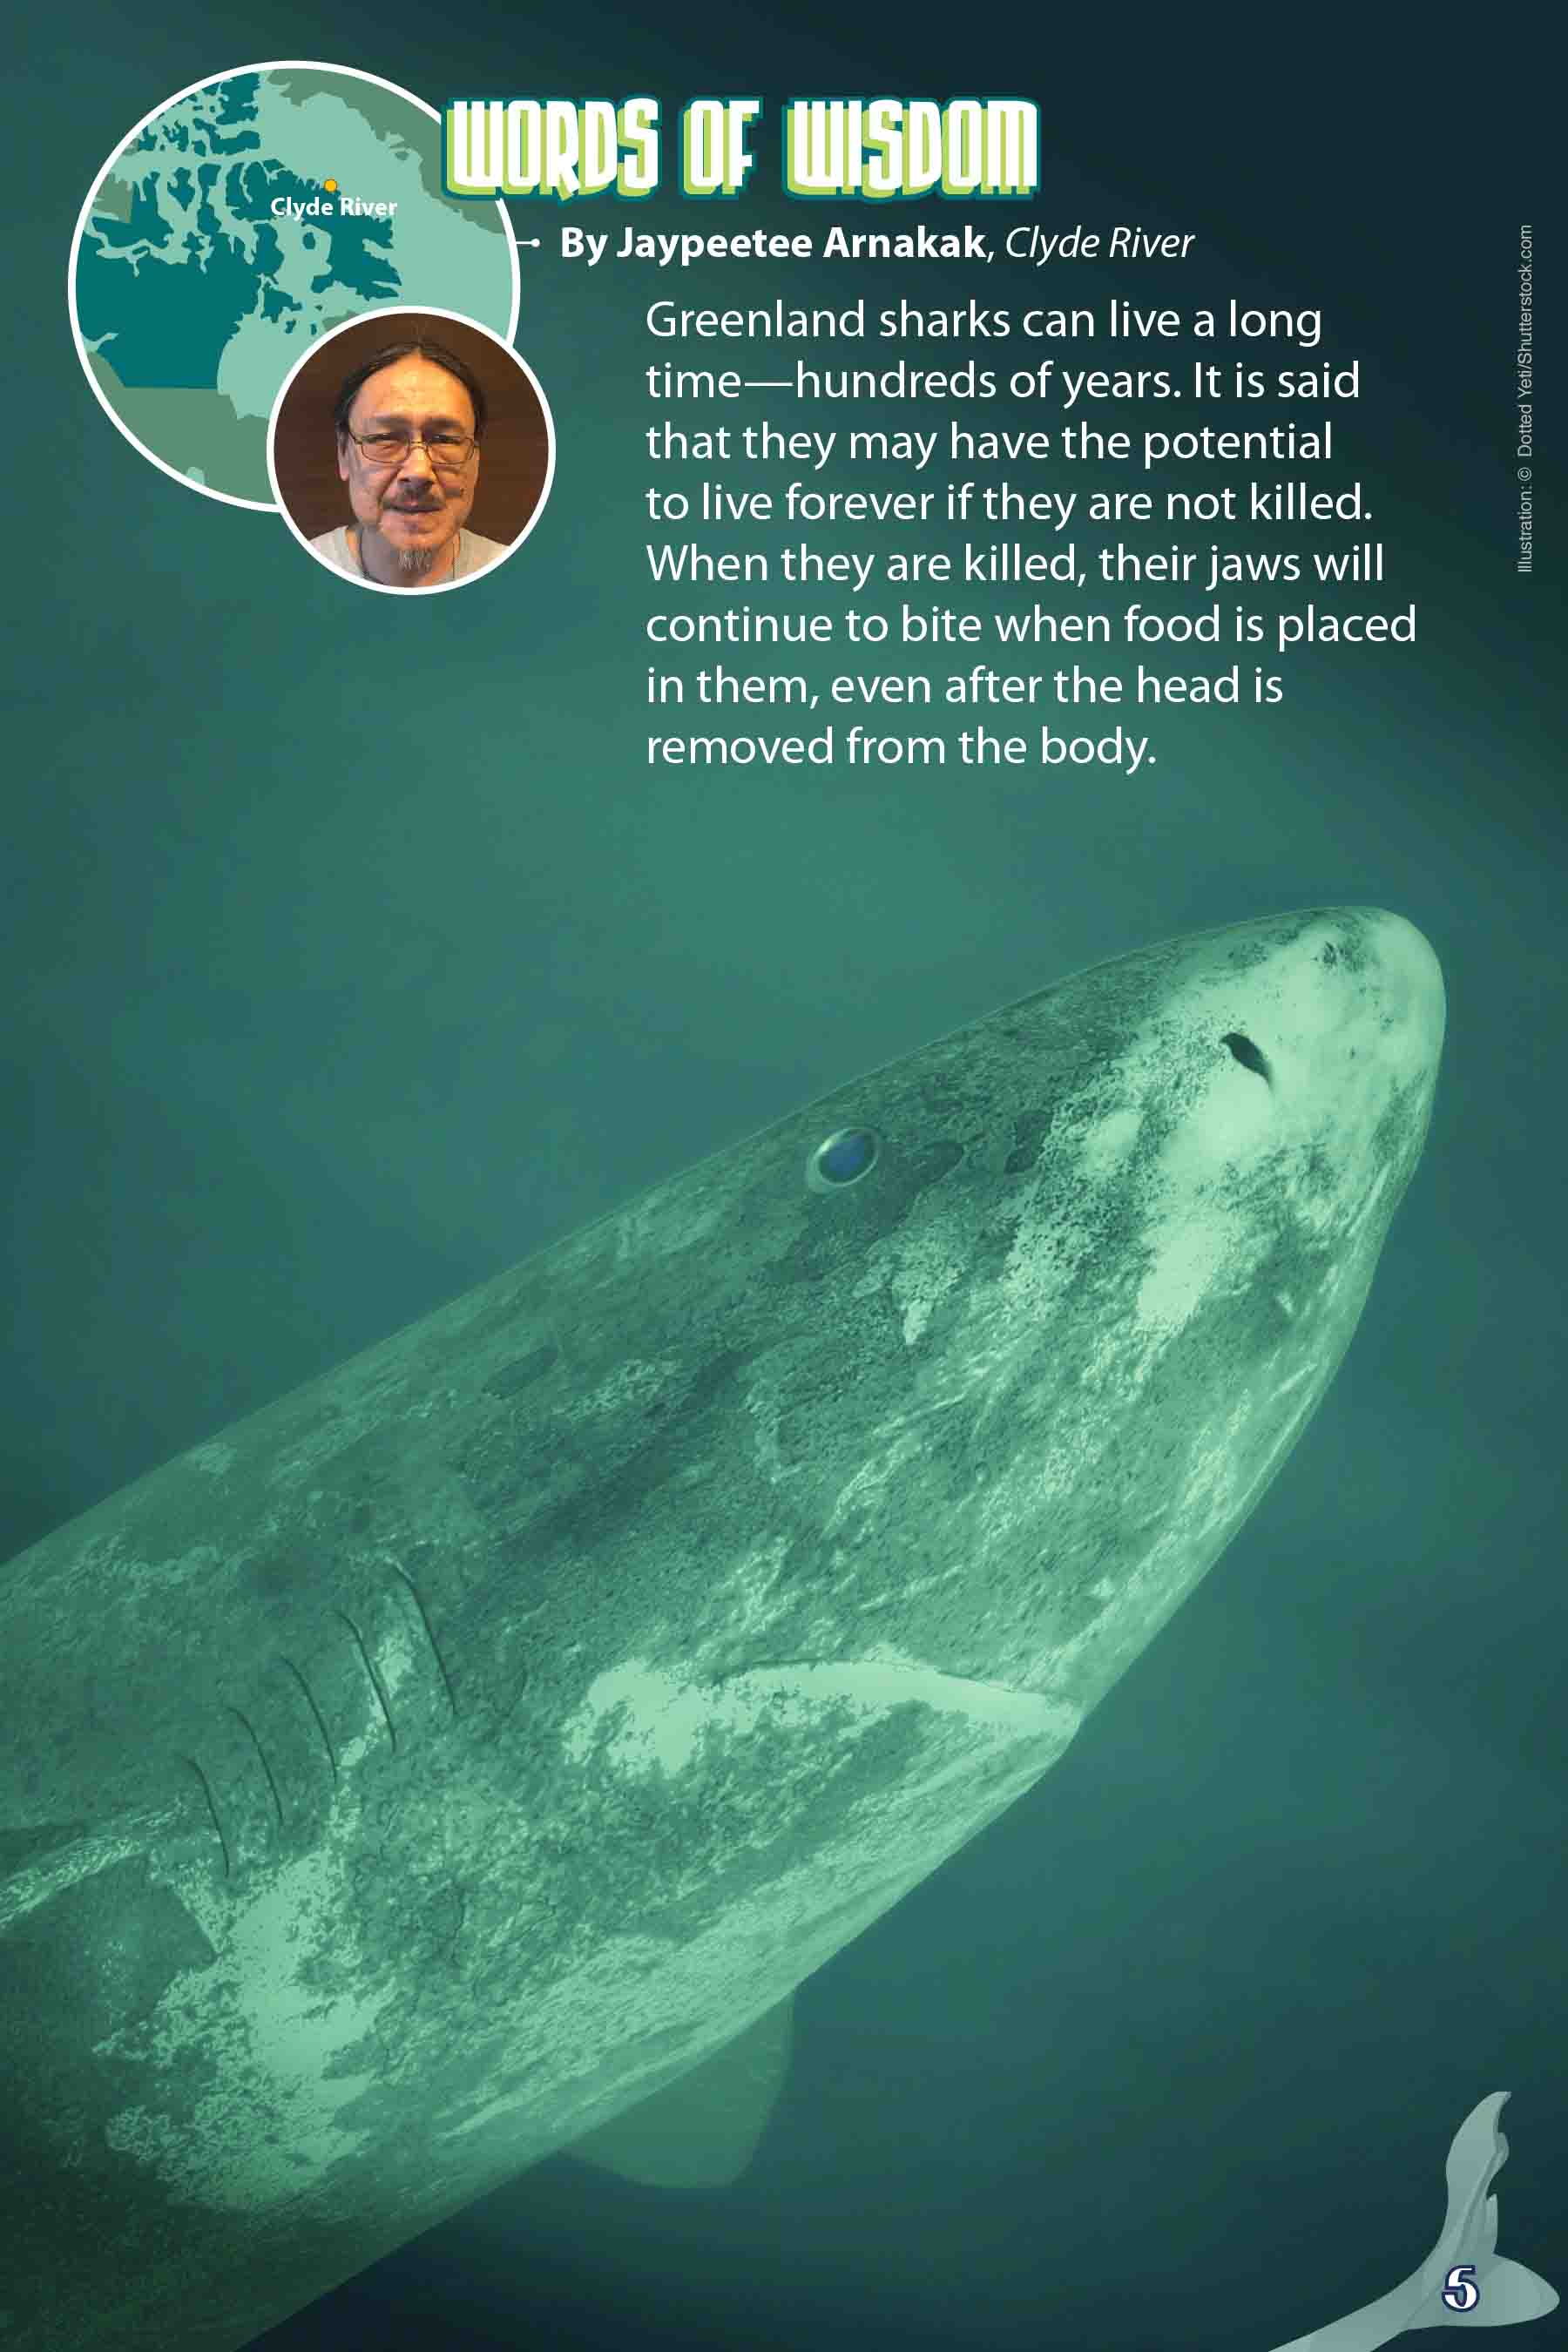 WORDS OF WISDOM
Clyde River
By Jaypeetee Arnakak, Clyde River
Greenland sharks can live a long
time—hundreds of years. It is said
that they may have the potential
to live forever if they are not killed.
When they are killed, their jaws will
continue to bite when food is placed
in them, even after the head is
removed from the body.
Illustration: © Dotted Yeti/Shutterstock.com
5